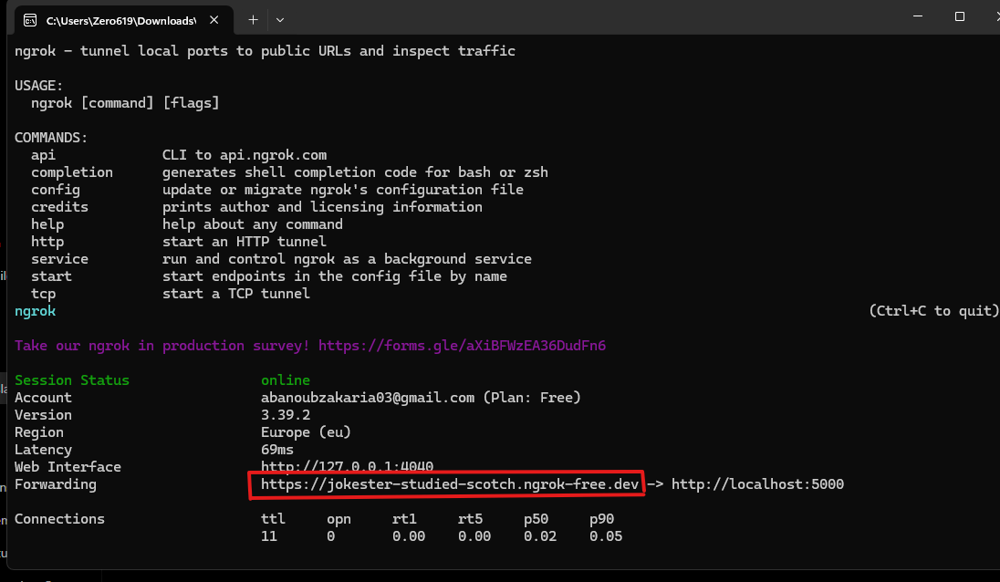 C:\Users\Zero619\Downloads\
ngrok - tunnel local ports to public URLs and inspect traffic
USAGE:
ngrok [command] [flags]
COMMANDS:
api CLI to api.ngrok.com
completion generates shell completion code for bash or zsh
config update or migrate ngrok's configuration file
credits prints author and licensing information
help help about any command
http start an HTTP tunnel
service run and control ngrok as a background service
start start endpoints in the config file by name
tcp start a TCP tunnel
ngrok (Ctrl+C to quit)
Take our ngrok in production survey! https://forms.gle/aXiBFWzEA36DudFn6
Session Status online
Account abanoubzakaria03@gmail.com (Plan: Free)
Version 3.39.2
Region Europe (eu)
Latency 69ms
Web Interface http://127.0.0.1:4040
Forwarding https://jokester-studied-scotch.ngrok-free.dev -> http://localhost:5000
Connections ttl opn rt1 rt5 p50 p90
11 0 0.00 0.00 0.02 0.05